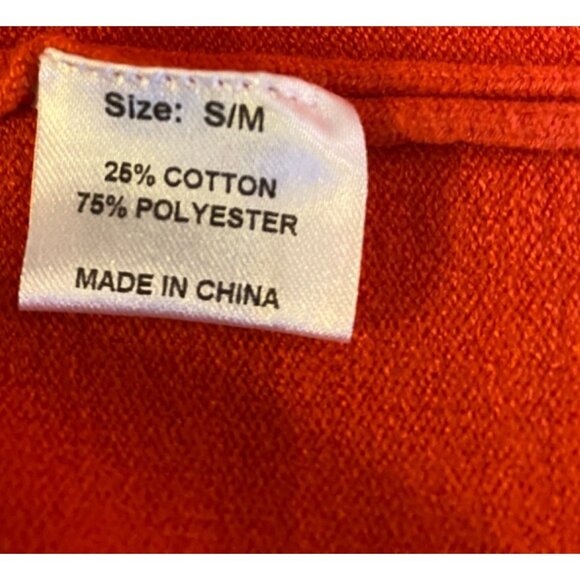 Size: S/M
25% COTTON
75% POLYESTER
MADE IN CHINA